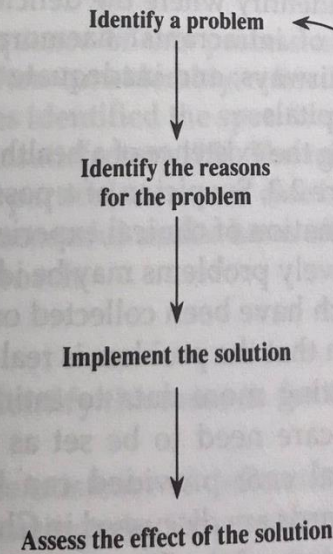 Identify a problem
Identify the reasons
for the problem
Implement the solution
Assess the effect of the solution